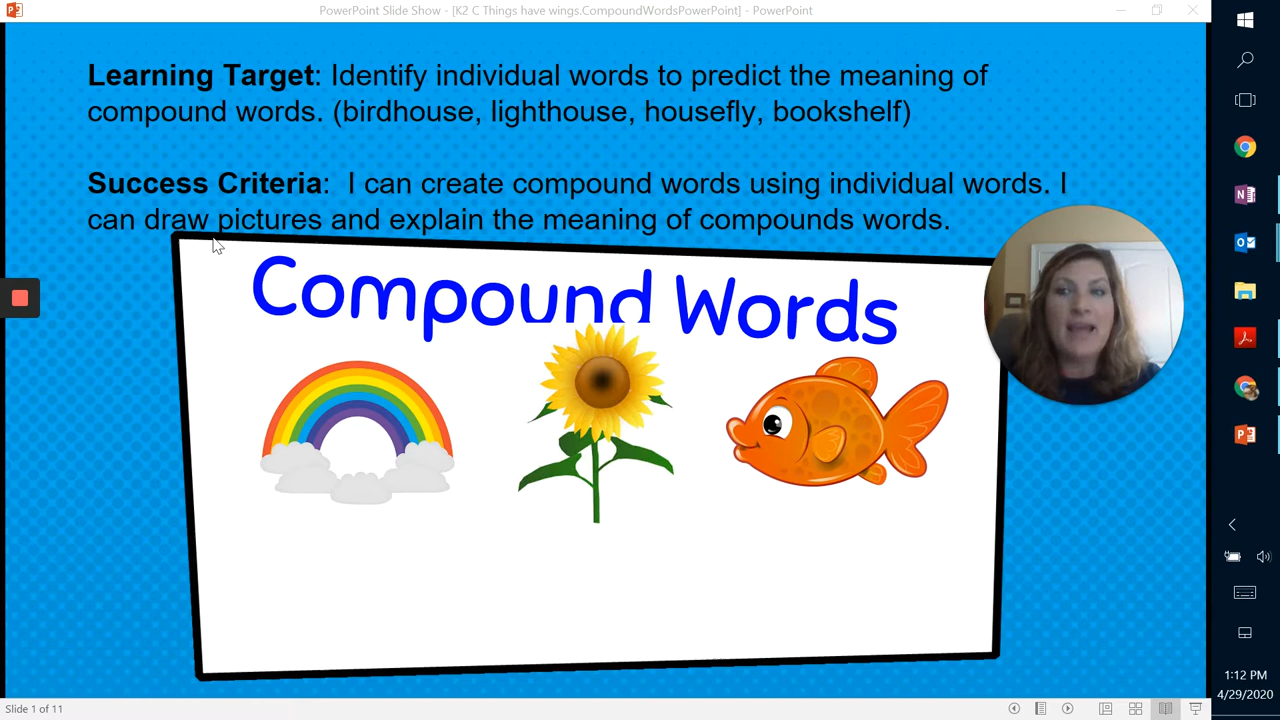 PowerPoint Slide Show - [K2 C Things have wings.CompoundWordsPowerPoint] - PowerPoint
Learning Target: Identify individual words to predict the meaning of
compound words. (birdhouse, lighthouse, housefly, bookshelf)
Success Criteria:  I can create compound words using individual words. I
can draw pictures and explain the meaning of compounds words.
Compound Words
1:12 PM
4/29/2020
Slide 1 of 11